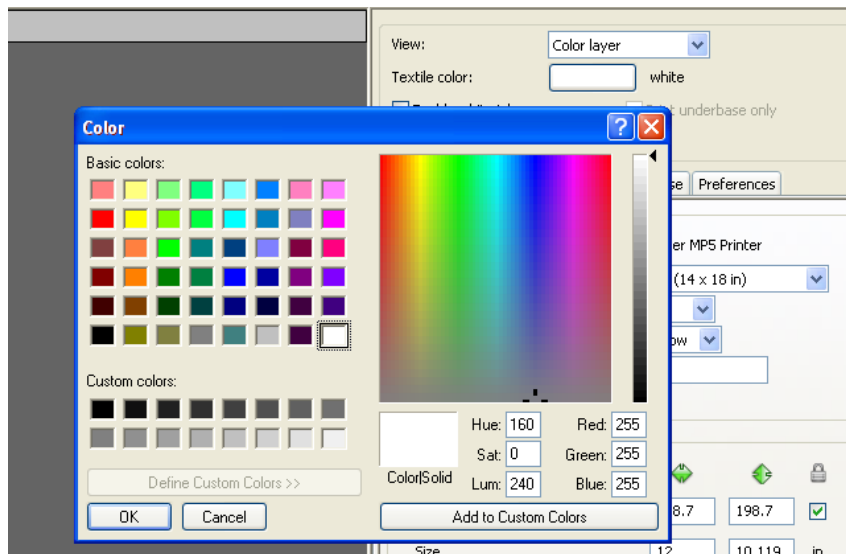 View:
Color layer
Textile color:
white
underbase only
Color
Basic colors:
Preferences
er MP5 Printer
(14 x 18 in)
Custom colors:
Hue: 160 Red: 255
Sat: 0 Green: 255
Color|Solid
Lum: 240 Blue: 255
Define Custom Colors >>
OK Cancel Add to Custom Colors
8.7 198.7
Size 12 10.119 in